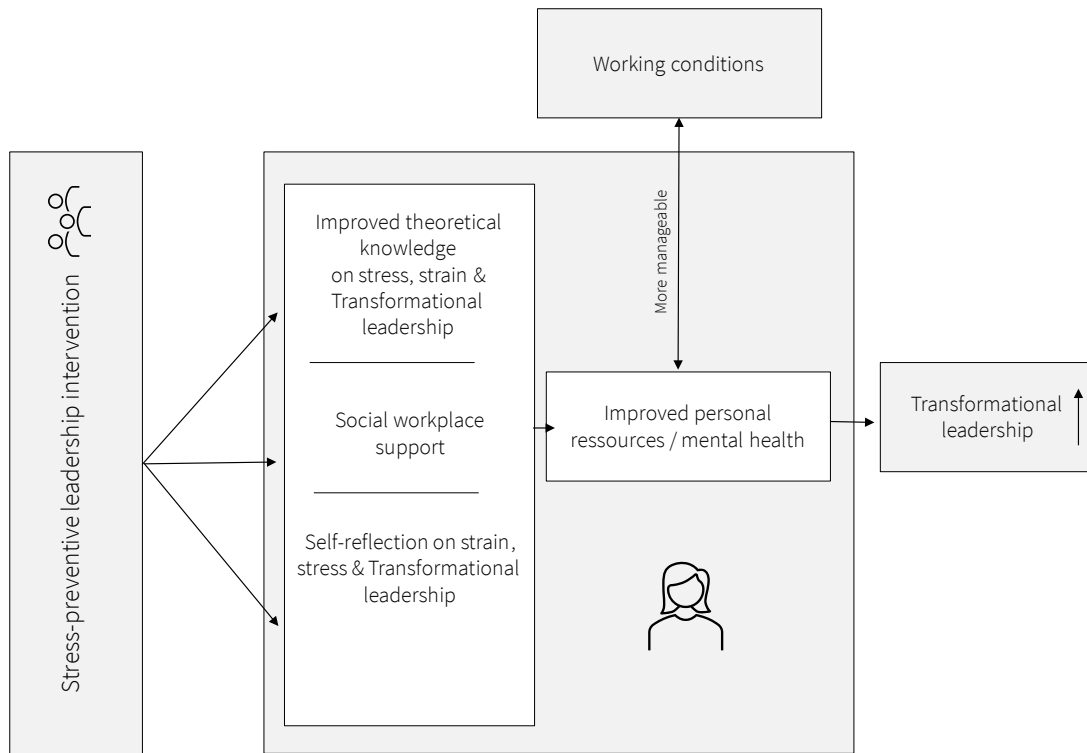 Working conditions
Stress-preventive leadership intervention
Improved theoretical
knowledge
on stress, strain &
Transformational
leadership
Social workplace
support
Self-reflection on strain,
stress & Transformational
leadership
More manageable
Improved personal
ressources / mental health
Transformational
leadership